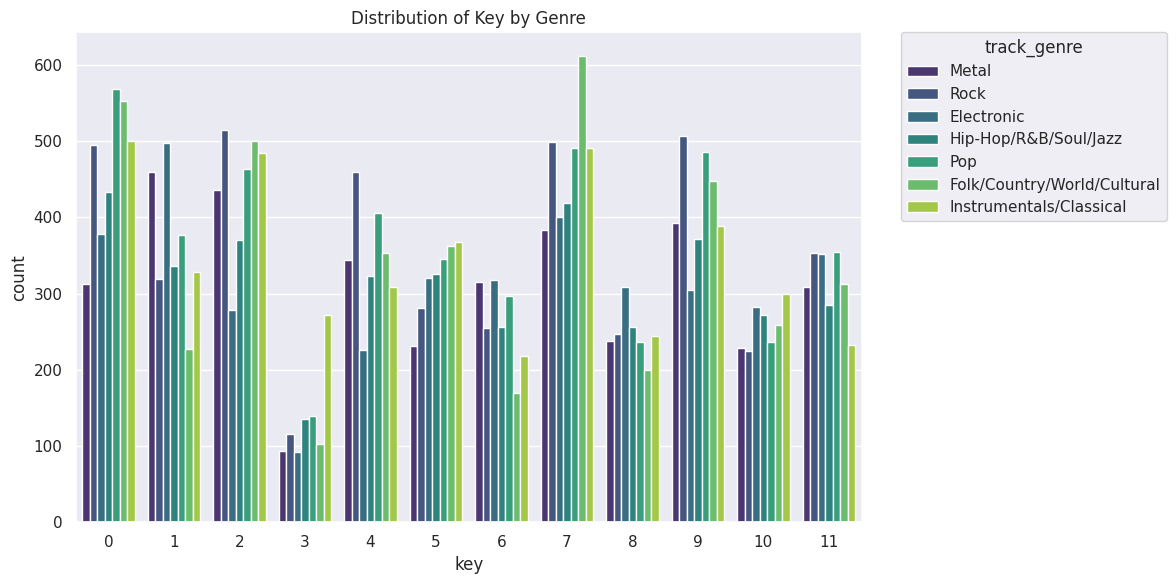 Distribution of Key by Genre
track_genre
Metal
Rock
Electronic
Hip-Hop/R&B/Soul/Jazz
Pop
Folk/Country/World/Cultural
Instrumentals/Classical
count
600
500
400
300
200
100
0
0 1 2 3 4 5 6 7 8 9 10 11
key